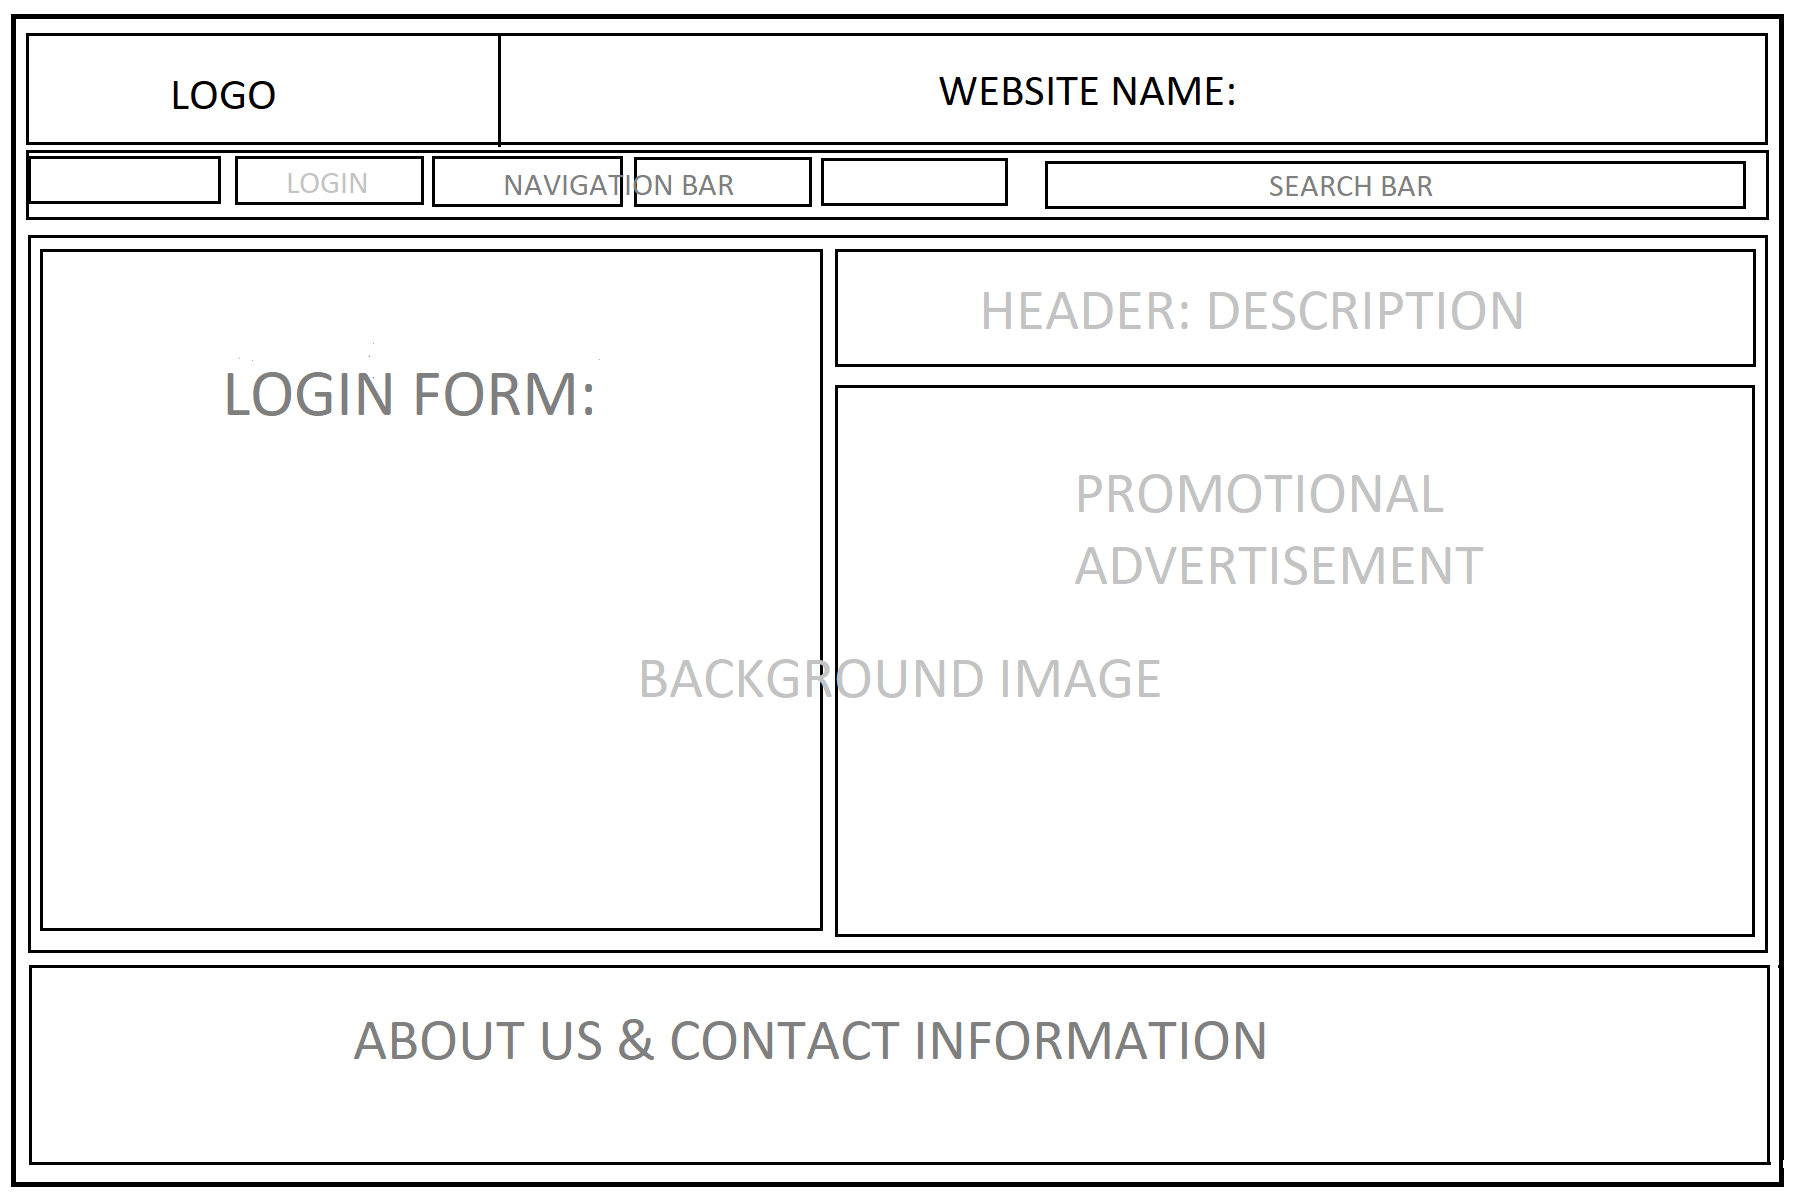 LOGO
WEBSITE NAME:
LOGIN
NAVIGATION BAR
SEARCH BAR
HEADER: DESCRIPTION
LOGIN FORM:
PROMOTIONAL
ADVERTISEMENT
BACKGROUND IMAGE
ABOUT US & CONTACT INFORMATION